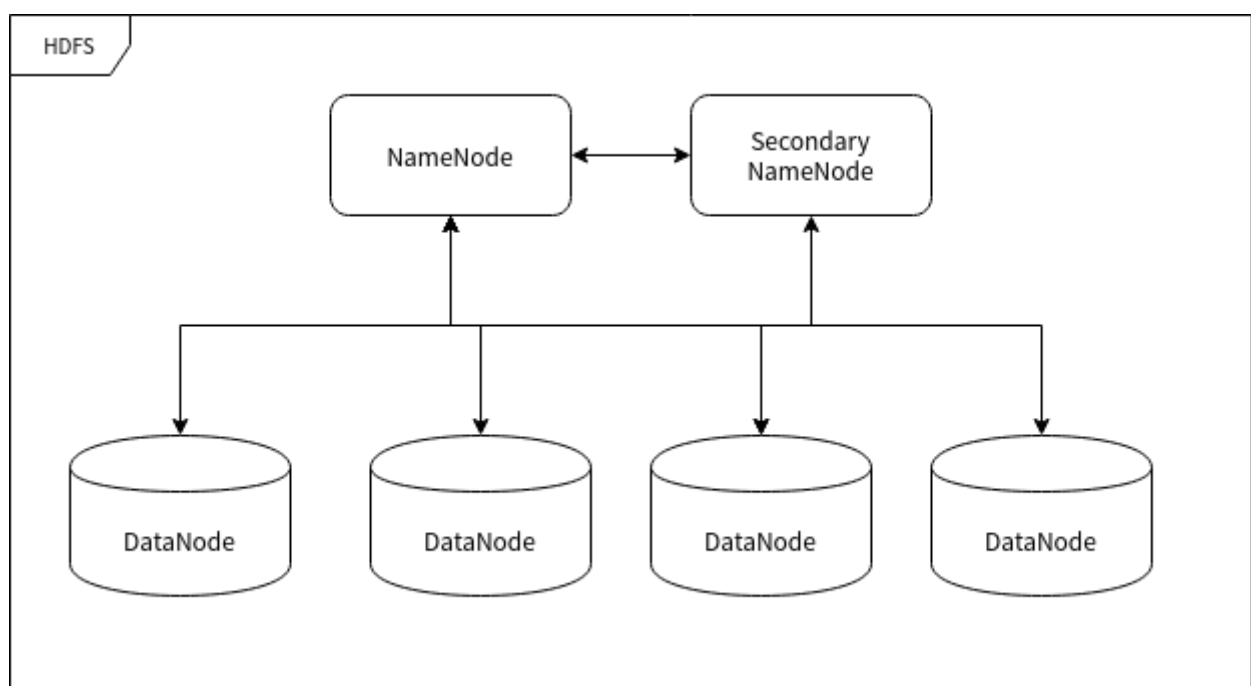 HDFS
NameNode
Secondary
NameNode
DataNode
DataNode
DataNode
DataNode